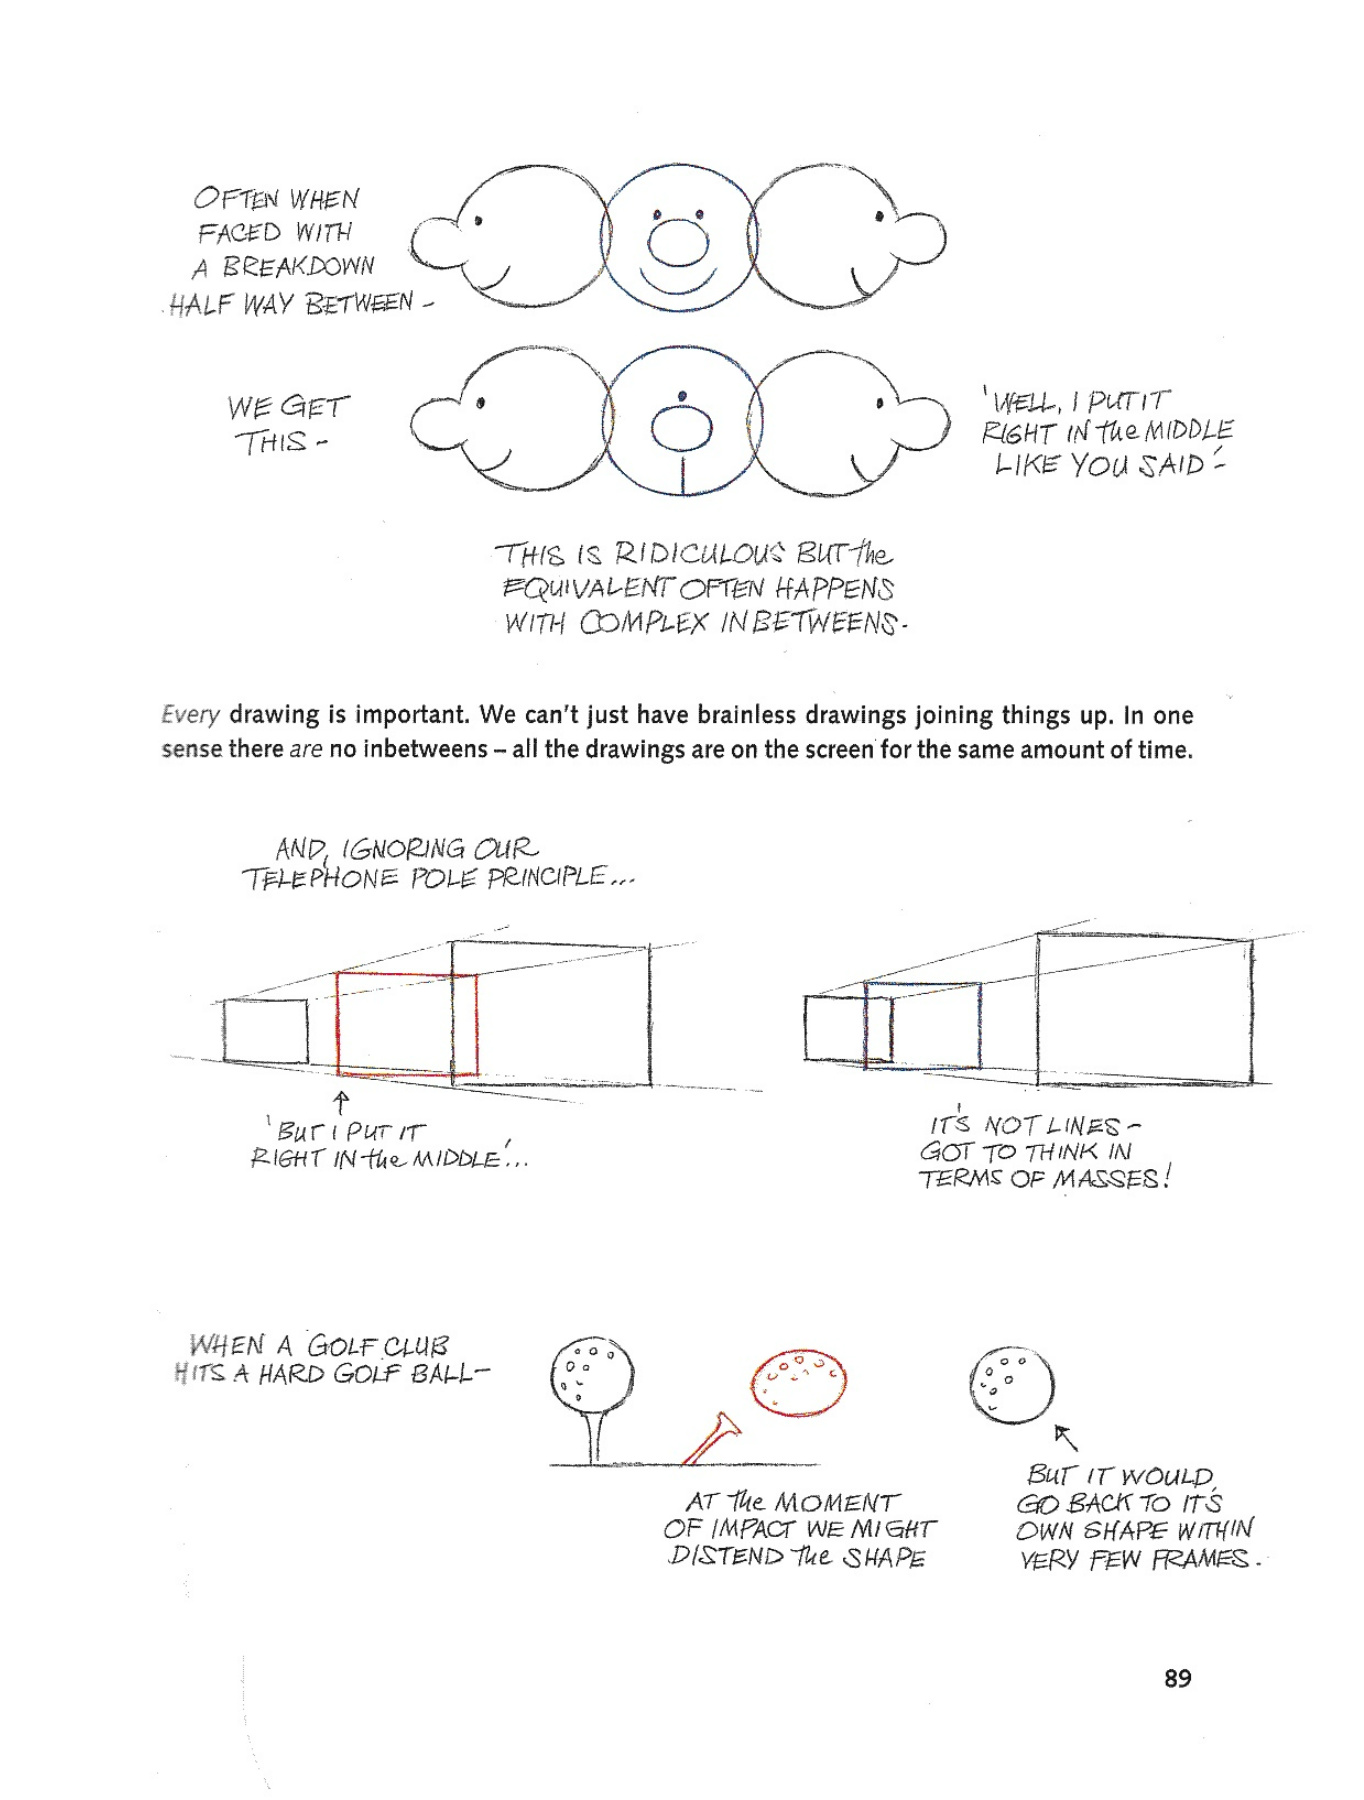 OFTEN WHEN
FACED WITH
A BREAKDOWN
HALF WAY BETWEEN -
WE GET
THIS -
'WELL, I PUT IT
RIGHT IN the MIDDLE
LIKE YOU SAID' -
THIS IS RIDICULOUS BUT the
EQUIVALENT OFTEN HAPPENS
WITH COMPLEX INBETWEENS.
Every drawing is important. We can't just have brainless drawings joining things up. In one
sense there are no inbetweens – all the drawings are on the screen for the same amount of time.
AND, IGNORING OUR
TELEPHONE POLE PRINCIPLE...
'BUT I PUT IT
RIGHT IN the MIDDLE'...
IT'S NOT LINES -
GOT TO THINK IN
TERMS OF MASSES!
WHEN A GOLF CLUB
HITS A HARD GOLF BALL -
AT the MOMENT
OF IMPACT WE MIGHT
DISTEND the SHAPE
BUT IT WOULD
GO BACK TO IT'S
OWN SHAPE WITHIN
VERY FEW FRAMES.
89